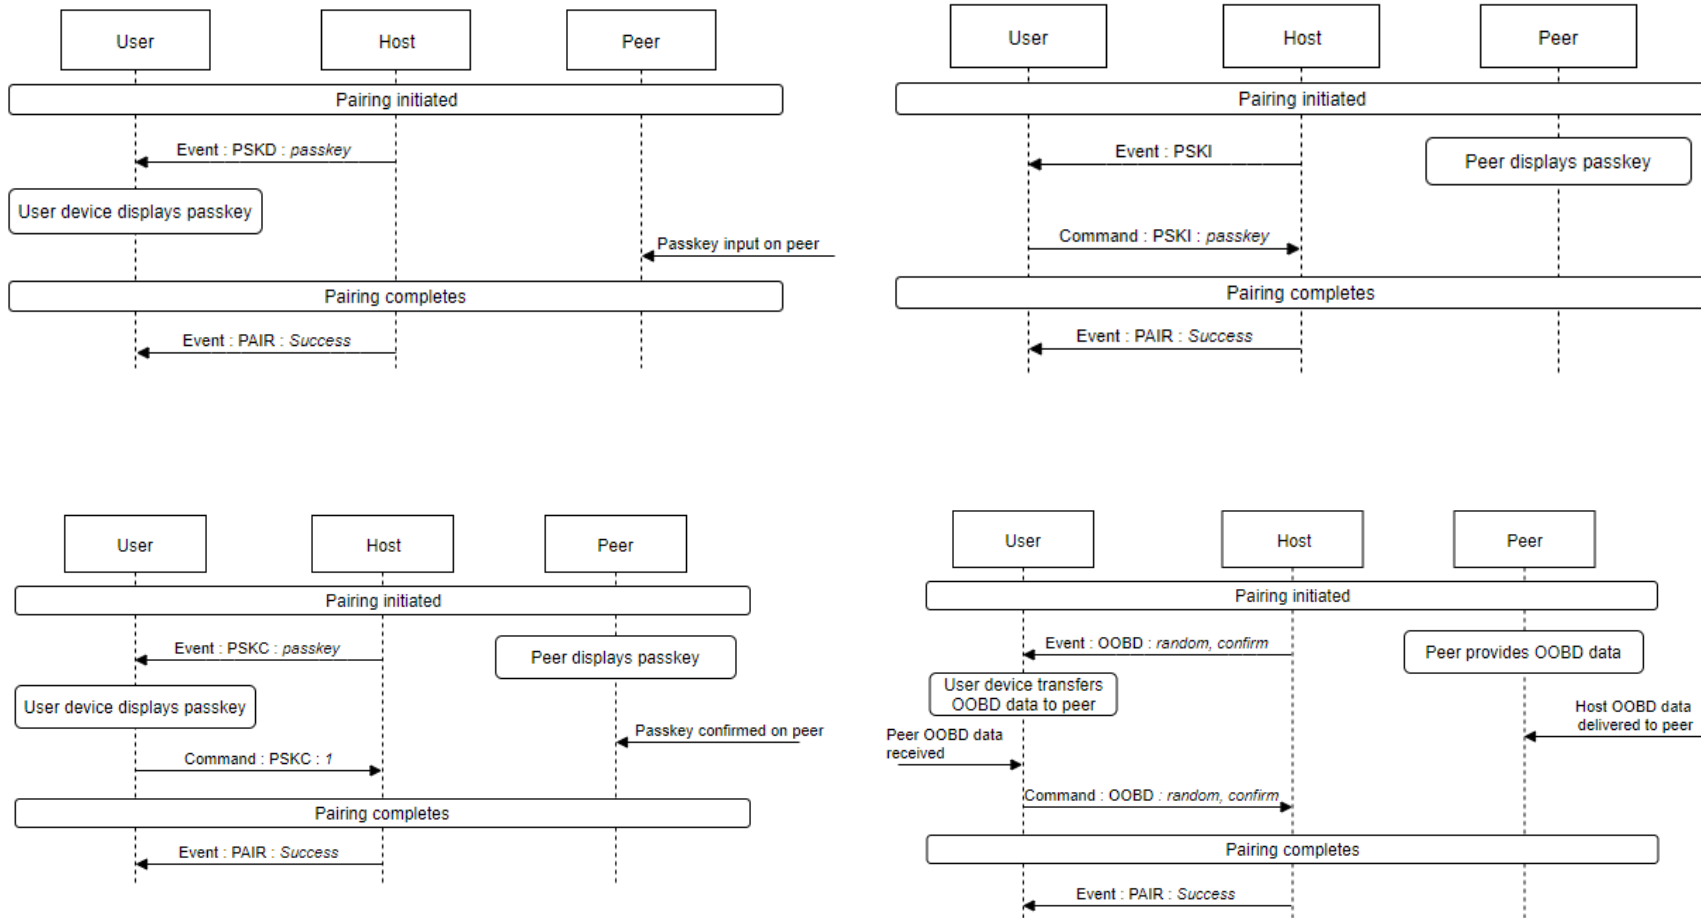 User
Host
Peer
Pairing initiated
Event : PSKD : passkey
User device displays passkey
Passkey input on peer
Pairing completes
Event : PAIR : Success
User
Host
Peer
Pairing initiated
Event : PSKI
Peer displays passkey
Command : PSKI : passkey
Pairing completes
Event : PAIR : Success
User
Host
Peer
Pairing initiated
Event : PSKC : passkey
Peer displays passkey
User device displays passkey
Passkey confirmed on peer
Command : PSKC : 1
Pairing completes
Event : PAIR : Success
User
Host
Peer
Pairing initiated
Event : OOBD : random, confirm
Peer provides OOBD data
User device transfers
OOBD data to peer
Host OOBD data
delivered to peer
Peer OOBD data
received
Command : OOBD : random, confirm
Pairing completes
Event : PAIR : Success